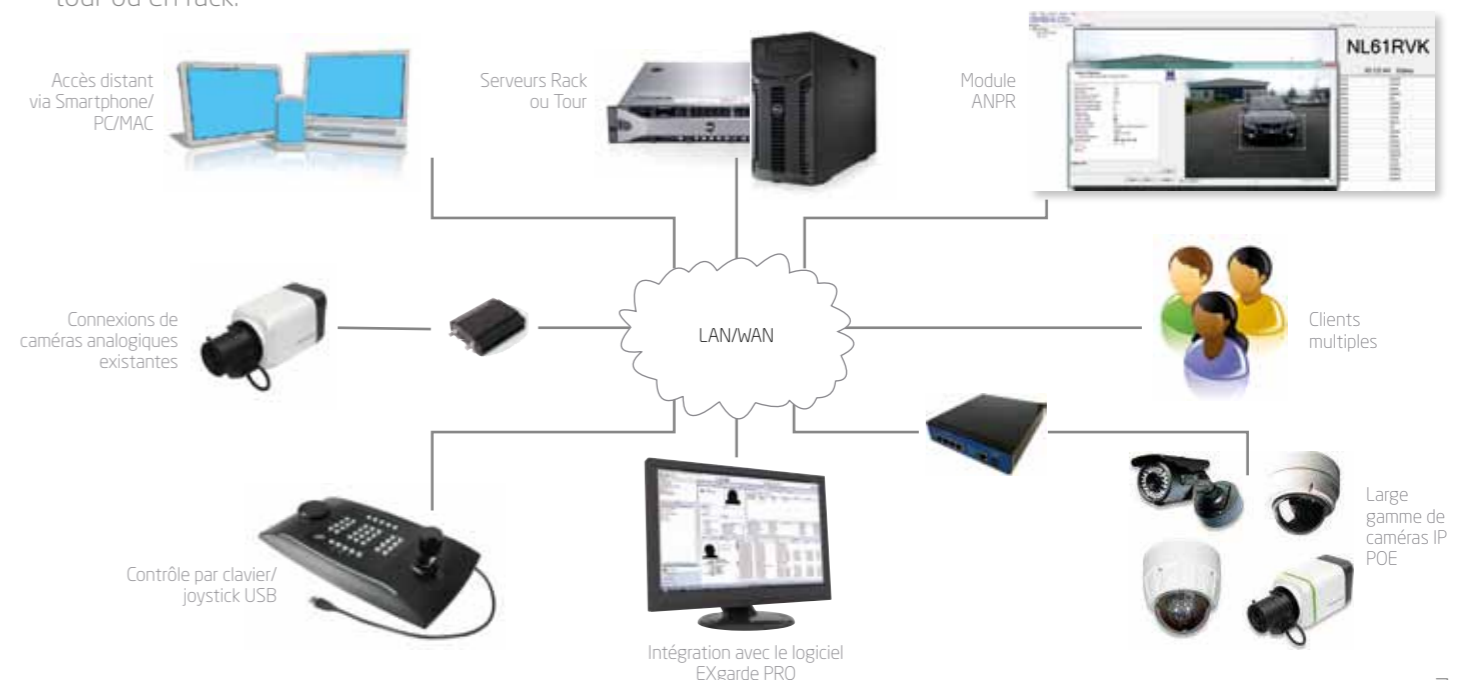 tour ou en rack.
Accès distant
via Smartphone/
PC/MAC
Serveurs Rack
ou Tour
Module
ANPR
NL61RVK
Connexions de
caméras analogiques
existantes
LAN/WAN
Clients
multiples
Contrôle par clavier/
joystick USB
Intégration avec le logiciel
EXgarde PRO
Large
gamme de
caméras IP
POE